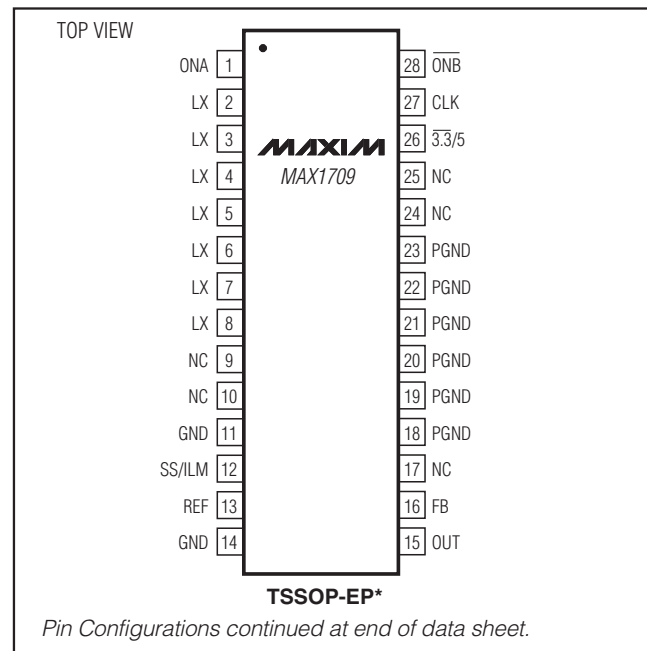 TOP VIEW
ONA 1
LX 2
LX 3
LX 4
LX 5
LX 6
LX 7
LX 8
NC 9
NC 10
GND 11
SS/ILM 12
REF 13
GND 14
MAXIM
MAX1709
28 ONB
27 CLK
26 3.3/5
25 NC
24 NC
23 PGND
22 PGND
21 PGND
20 PGND
19 PGND
18 PGND
17 NC
16 FB
15 OUT
TSSOP-EP*
Pin Configurations continued at end of data sheet.